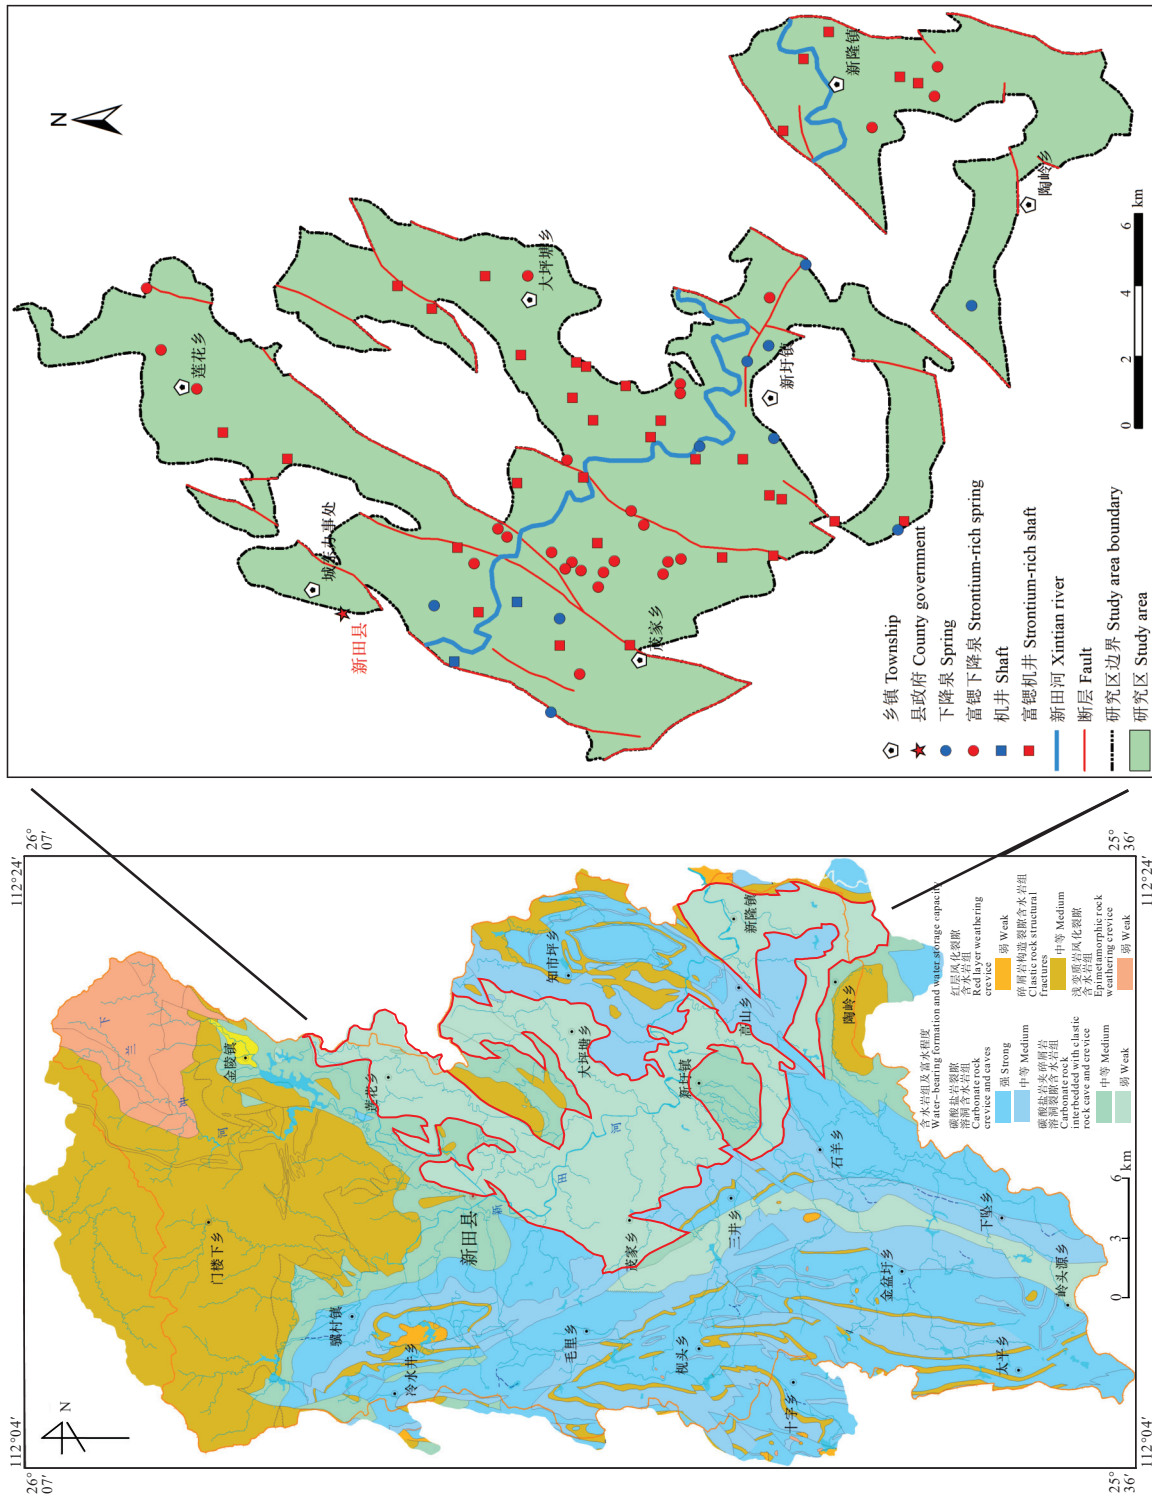 112°04′
112°24′
26°
07′
26°
07′
N
门楼下乡
金陵镇
骥村镇
冷水井乡
莲花乡
新田县
知市坪乡
大坪塘乡
毛里乡
茂家乡
新圩镇
新隆镇
高山乡
三井乡
枧头乡
十字乡
石羊乡
陶岭乡
金盆圩乡
下坠乡
太平乡
岭头源乡
新
田
河
河
兰
下
含水岩组及富水程度
Water-bearing formation and water storage capacity
碳酸盐岩裂隙
溶洞含水岩组
Carbonate rock
crevice and caves
强 Strong
中等 Medium
碳酸盐岩夹碎屑岩
溶洞裂隙含水岩组
Carbonate rock
interbedded with clastic
rock cave and crevice
中等 Medium
弱 Weak
红层风化裂隙
含水岩组
Red layer weathering
crevice
弱 Weak
碎屑岩构造裂隙含水岩组
Clastic rock structural
fractures
中等 Medium
浅变质岩风化裂隙
含水岩组
Epimetamorphic rock
weathering crevice
弱 Weak
0 3 6
km
25°
36′
25°
36′
112°04′
112°24′
N
莲花乡
城东办事处
新田县
大坪塘乡
茂家乡
新圩镇
新隆镇
陶岭乡
乡镇 Township
县政府 County government
下降泉 Spring
富锶下降泉 Strontium-rich spring
机井 Shaft
富锶机井 Strontium-rich shaft
新田河 Xintian river
断层 Fault
研究区边界 Study area boundary
研究区 Study area
0 2 4 6
km